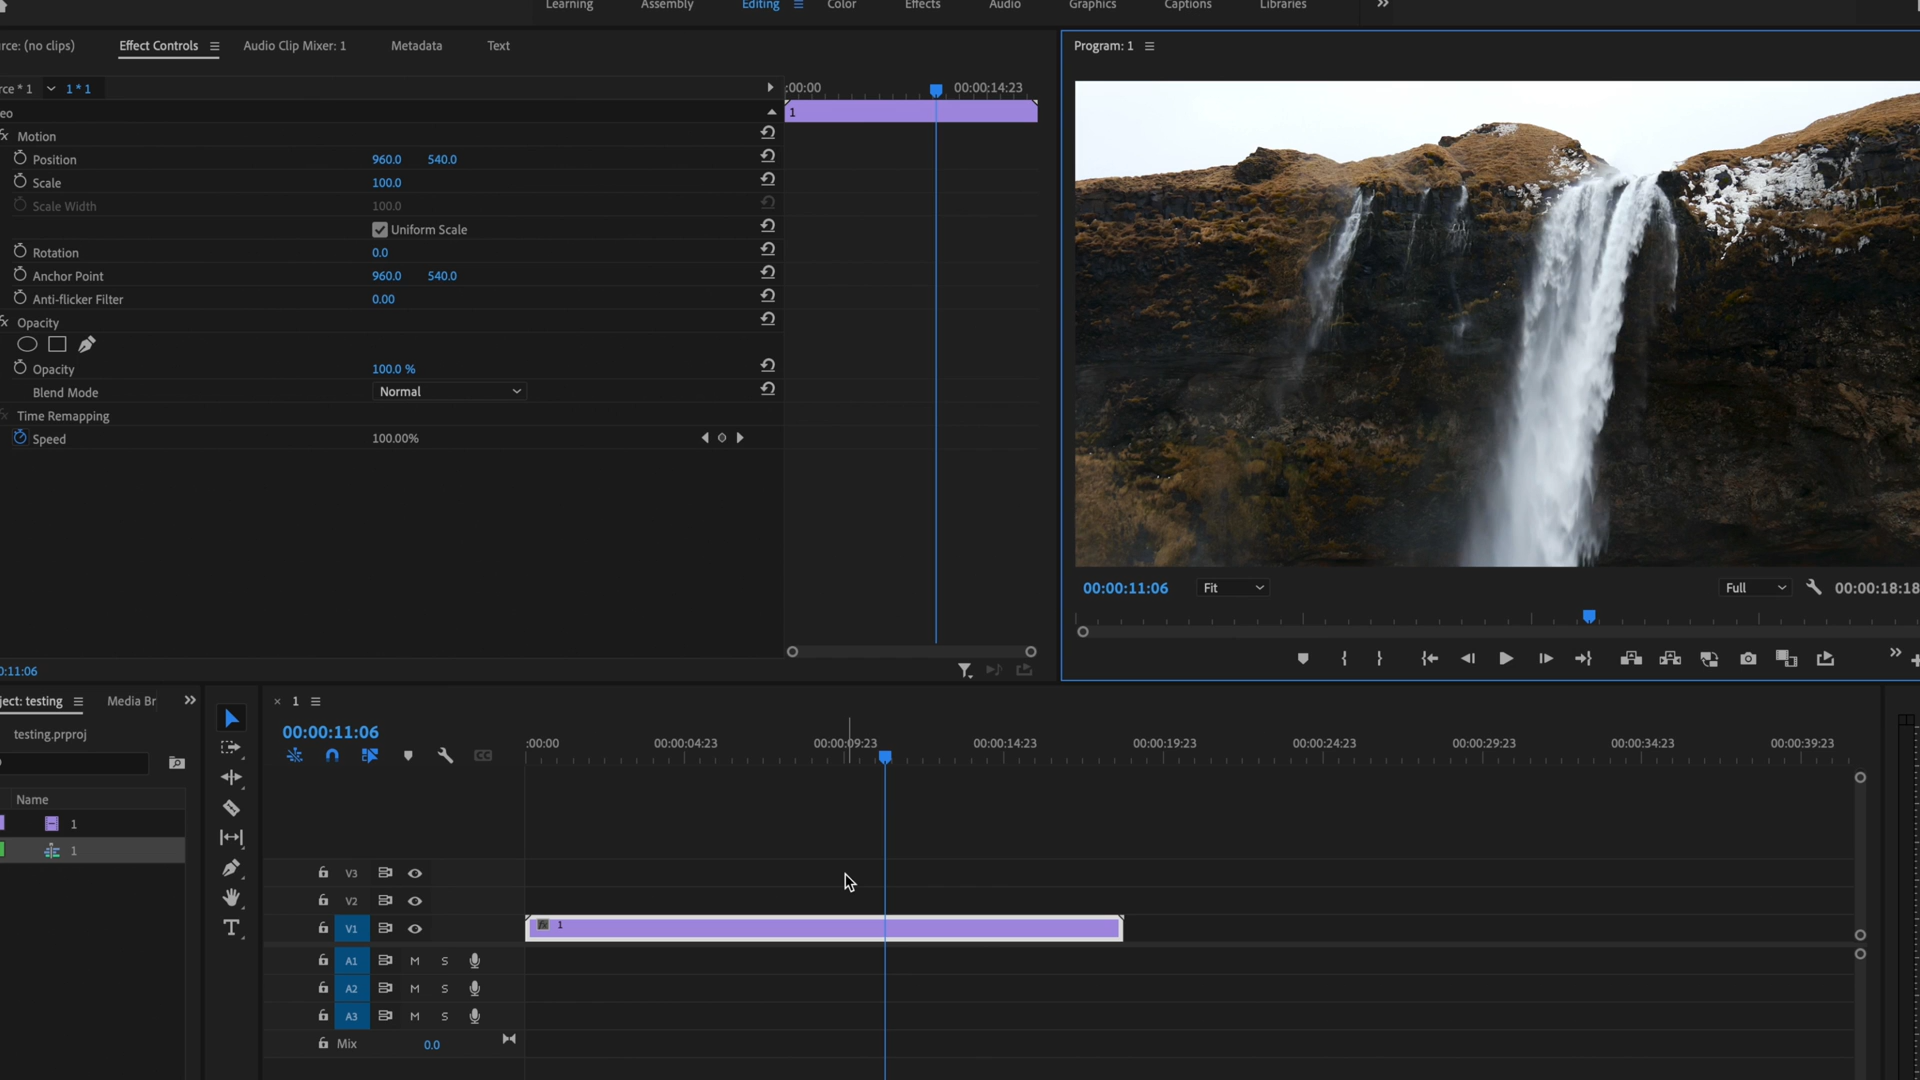 Learning Assembly Editing Color Effects Audio Graphics Captions Libraries
rce: (no clips) Effect Controls Audio Clip Mixer: 1 Metadata Text Program: 1
rce * 1 1 * 1 :00:00 00:00:14:23
eo 1
fx Motion
Position 960.0 540.0
Scale 100.0
Scale Width 100.0
Uniform Scale
Rotation 0.0
Anchor Point 960.0 540.0
Anti-flicker Filter 0.00
fx Opacity
Opacity 100.0 %
Blend Mode Normal
Time Remapping
Speed 100.00%
00:00:11:06 Fit Full 00:00:18:18
0:11:06
ject: testing Media Br 1
testing.prproj
00:00:11:06
:00:00 00:00:04:23 00:00:09:23 00:00:14:23 00:00:19:23 00:00:24:23 00:00:29:23 00:00:34:23 00:00:39:23
CC
Name
1
1
V3
V2
V1 fx 1
A1 M S
A2 M S
A3 M S
Mix 0.0